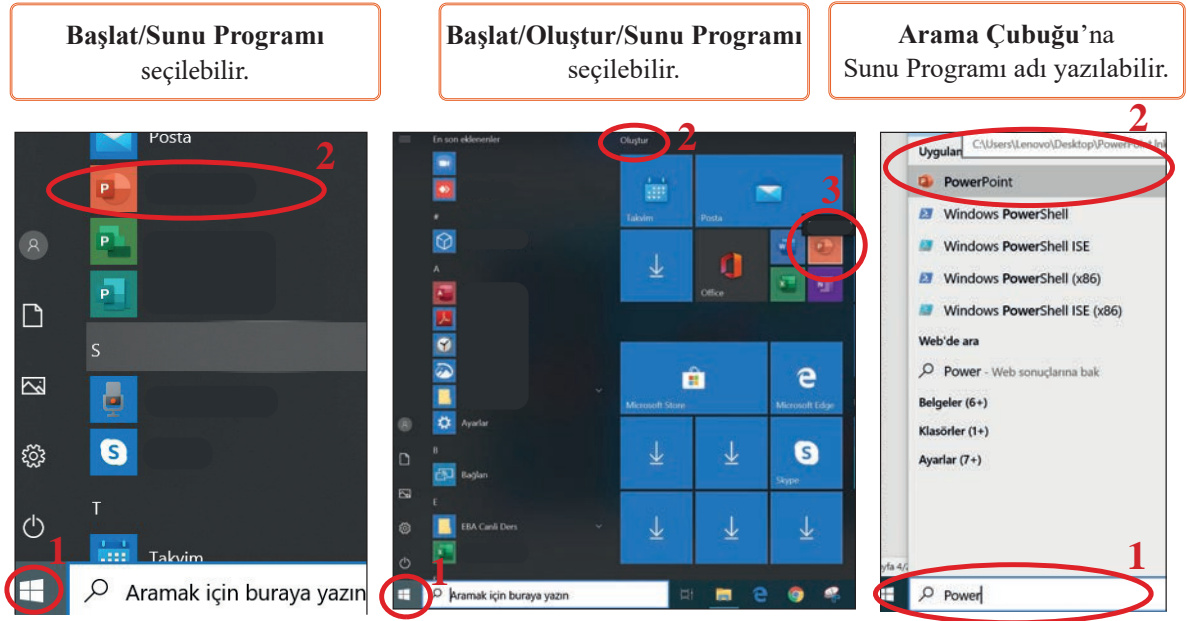 Başlat/Sunu Programı
seçilebilir.
Başlat/Oluştur/Sunu Programı
seçilebilir.
Arama Çubuğu’na
Sunu Programı adı yazılabilir.
Posta
2
S
T
Takvim
1
Aramak için buraya yazın
En son eklenenler
Oluştur
2
3
#
Takvim
Posta
A
Office
Microsoft Store
Microsoft Edge
Ayarlar
B
Bağlan
Skype
E
EBA Canli Ders
1
Aramak için buraya yazın
2
Uygulan
C:\Users\Lenovo\Desktop\PowerPoint.lnk
PowerPoint
Windows PowerShell
Windows PowerShell ISE
Windows PowerShell (x86)
Windows PowerShell ISE (x86)
Web'de ara
Power - Web sonuçlarına bak
Belgeler (6+)
Klasörler (1+)
Ayarlar (7+)
1
yfa 4/
Power